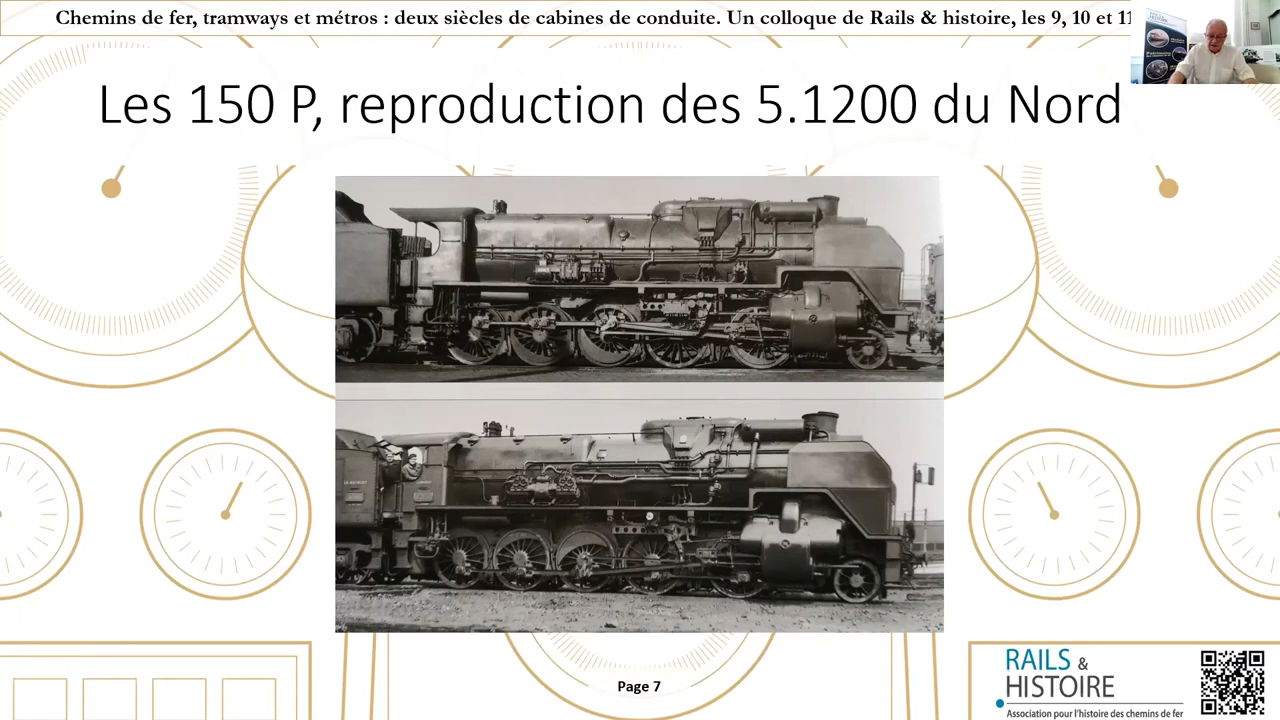 Chemins de fer, tramways et métros : deux siècles de cabines de conduite. Un colloque de Rails & histoire, les 9, 10 et 11
Les 150 P, reproduction des 5.1200 du Nord
Page 7
RAILS &
HISTOIRE
Association pour l'histoire des chemins de fer